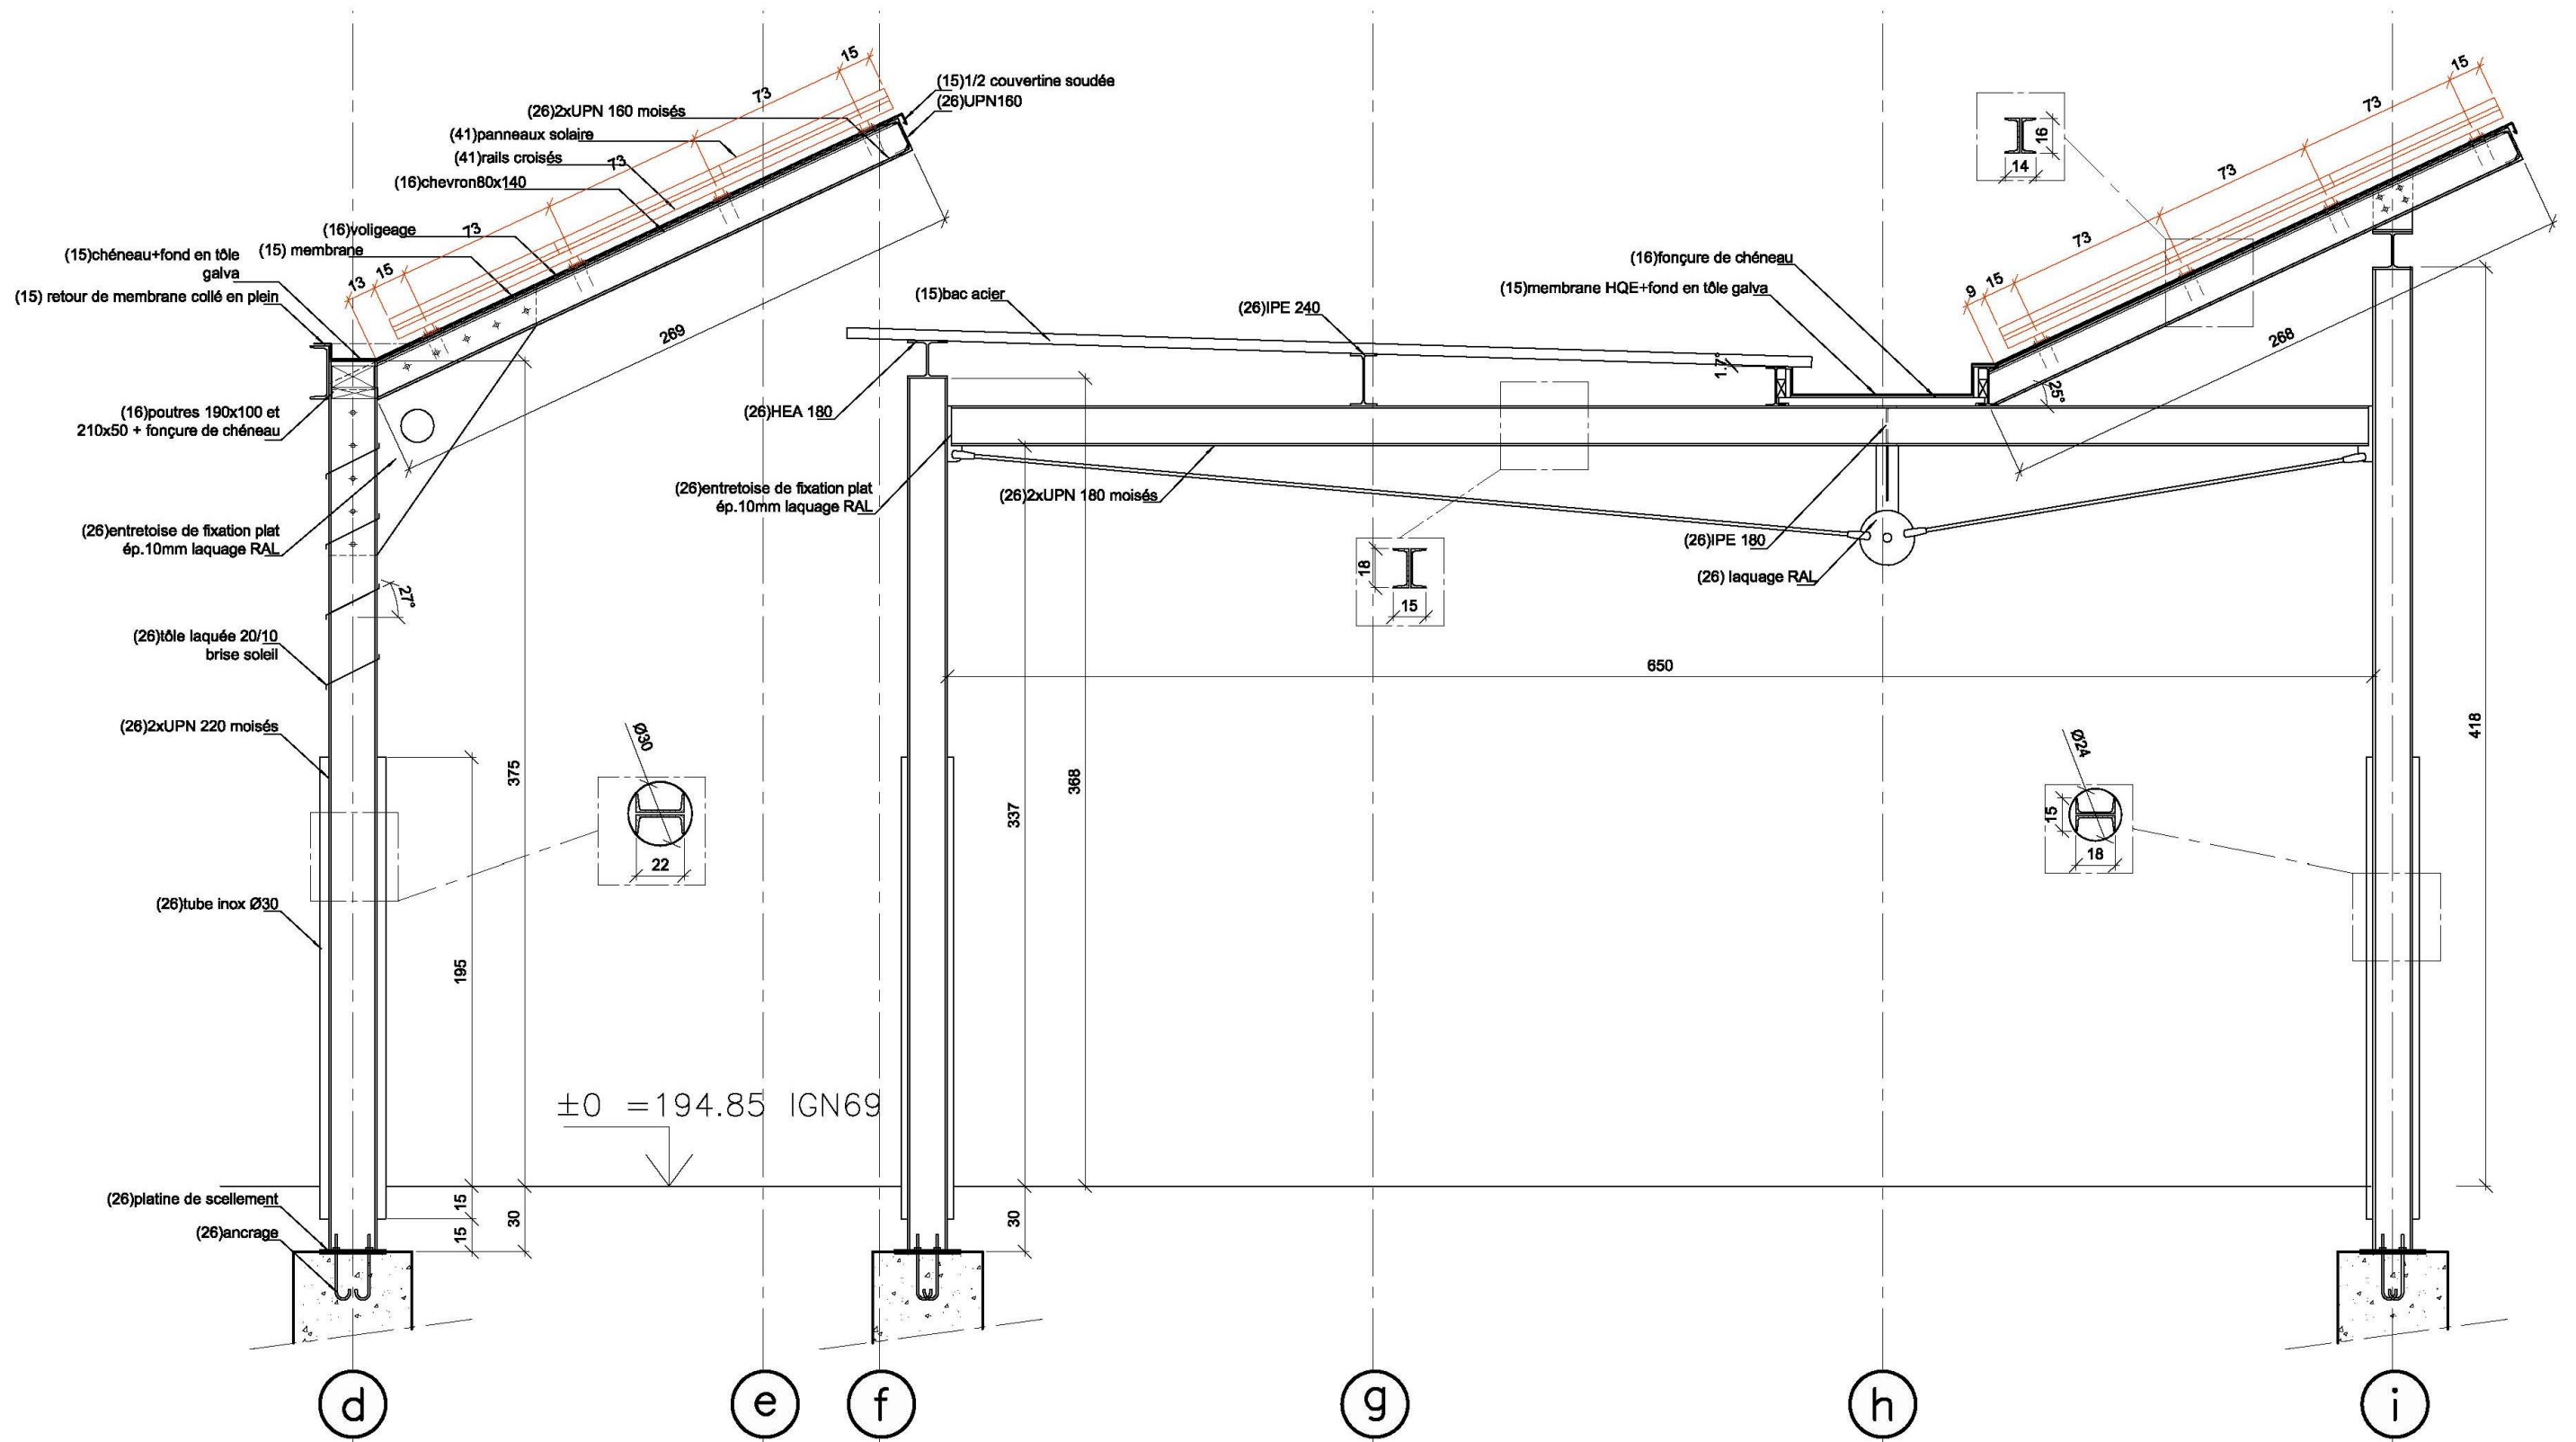 15
73
(15)1/2 couvertine soudée
(26)UPN160
(26)2xUPN 160 moisés
(41)panneaux solaire
(41)rails croisés
73
(16)chevron80x140
(16)voligeage
73
(15) membrane
(15)chéneau+fond en tôle
galva
(15) retour de membrane collé en plein
13
15
269
(16)poutres 190x100 et
210x50 + fonçure de chéneau
(26)entretoise de fixation plat
ép.10mm laquage RAL
27°
(26)tôle laquée 20/10
brise soleil
(26)2xUPN 220 moisés
Ø30
22
375
195
(26)tube inox Ø30
±0 =194.85 IGN69
(26)platine de scellement
(26)ancrage
15
15
30
(15)bac acier
(26)IPE 240
(26)HEA 180
(26)entretoise de fixation plat
ép.10mm laquage RAL
(26)2xUPN 180 moisés
18
15
1.7°
(16)fonçure de chéneau
(15)membrane HQE+fond en tôle galva
(26)IPE 180
(26) laquage RAL
650
337
368
30
16
14
15
73
73
73
9
15
268
25°
418
Ø24
15
18
d
e
f
g
h
i